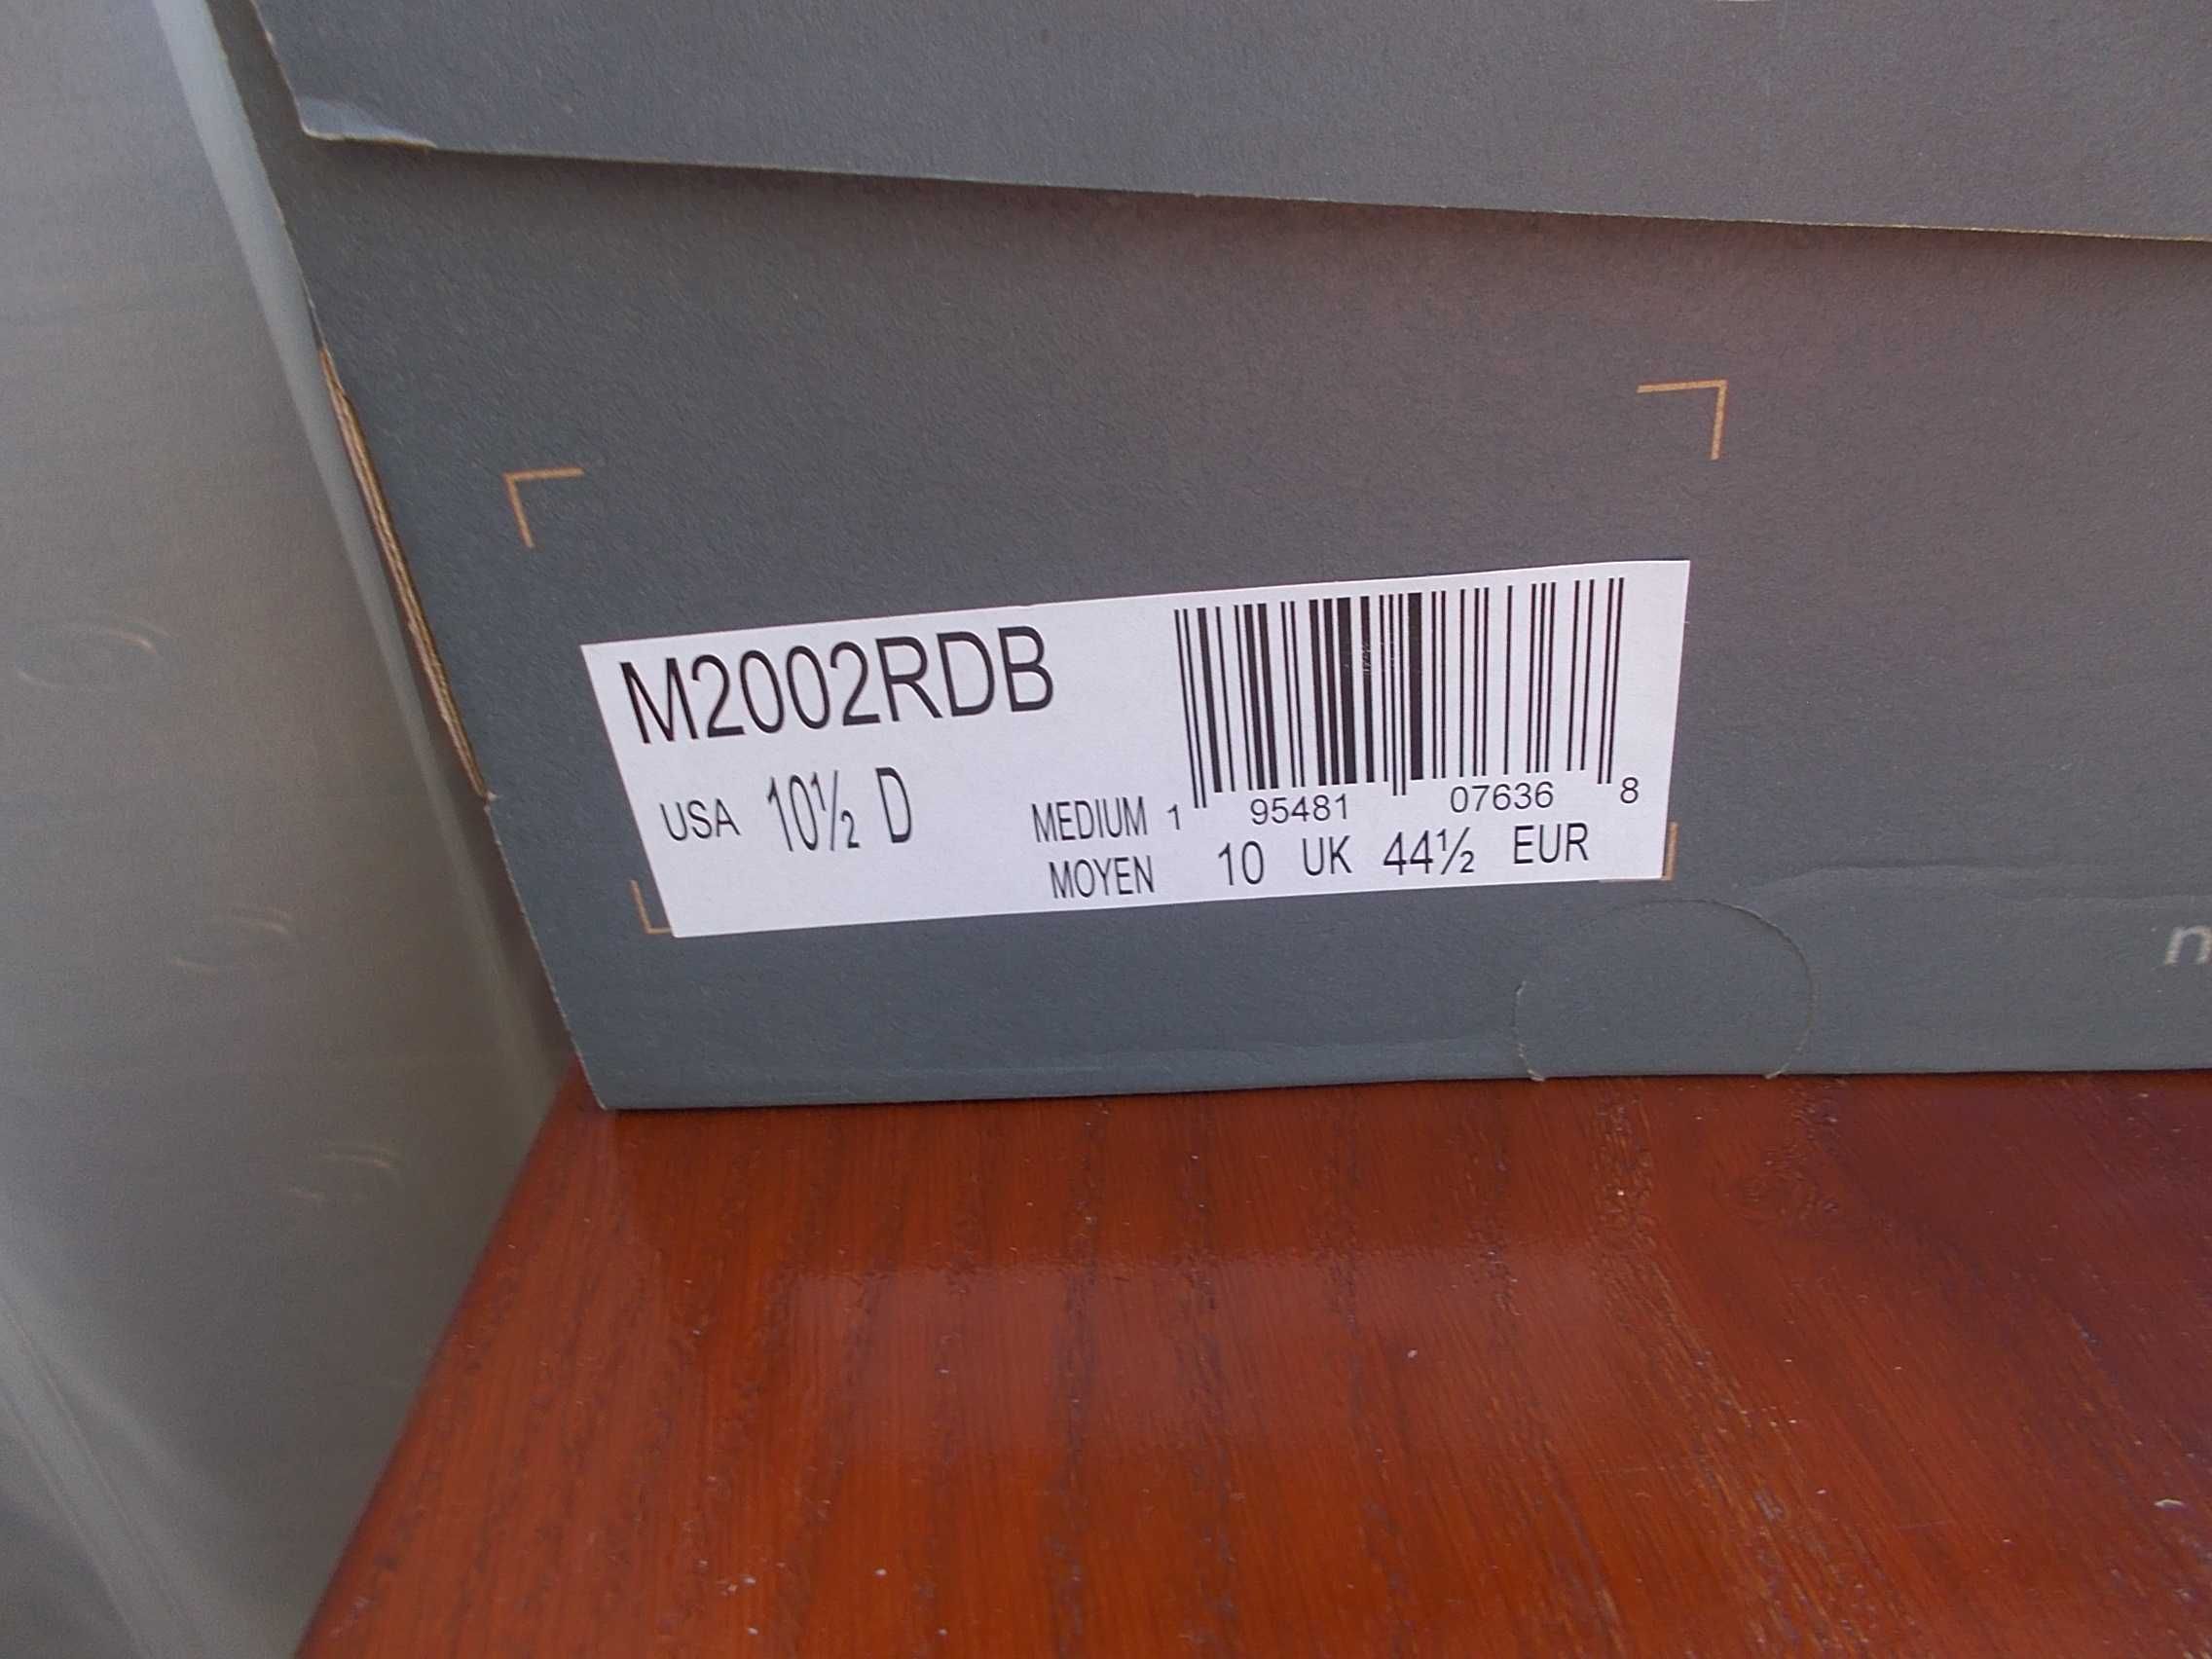 M2002RDB
USA 10½ D
MEDIUM
MOYEN
1 95481 07636 8
10 UK 44½ EUR
n